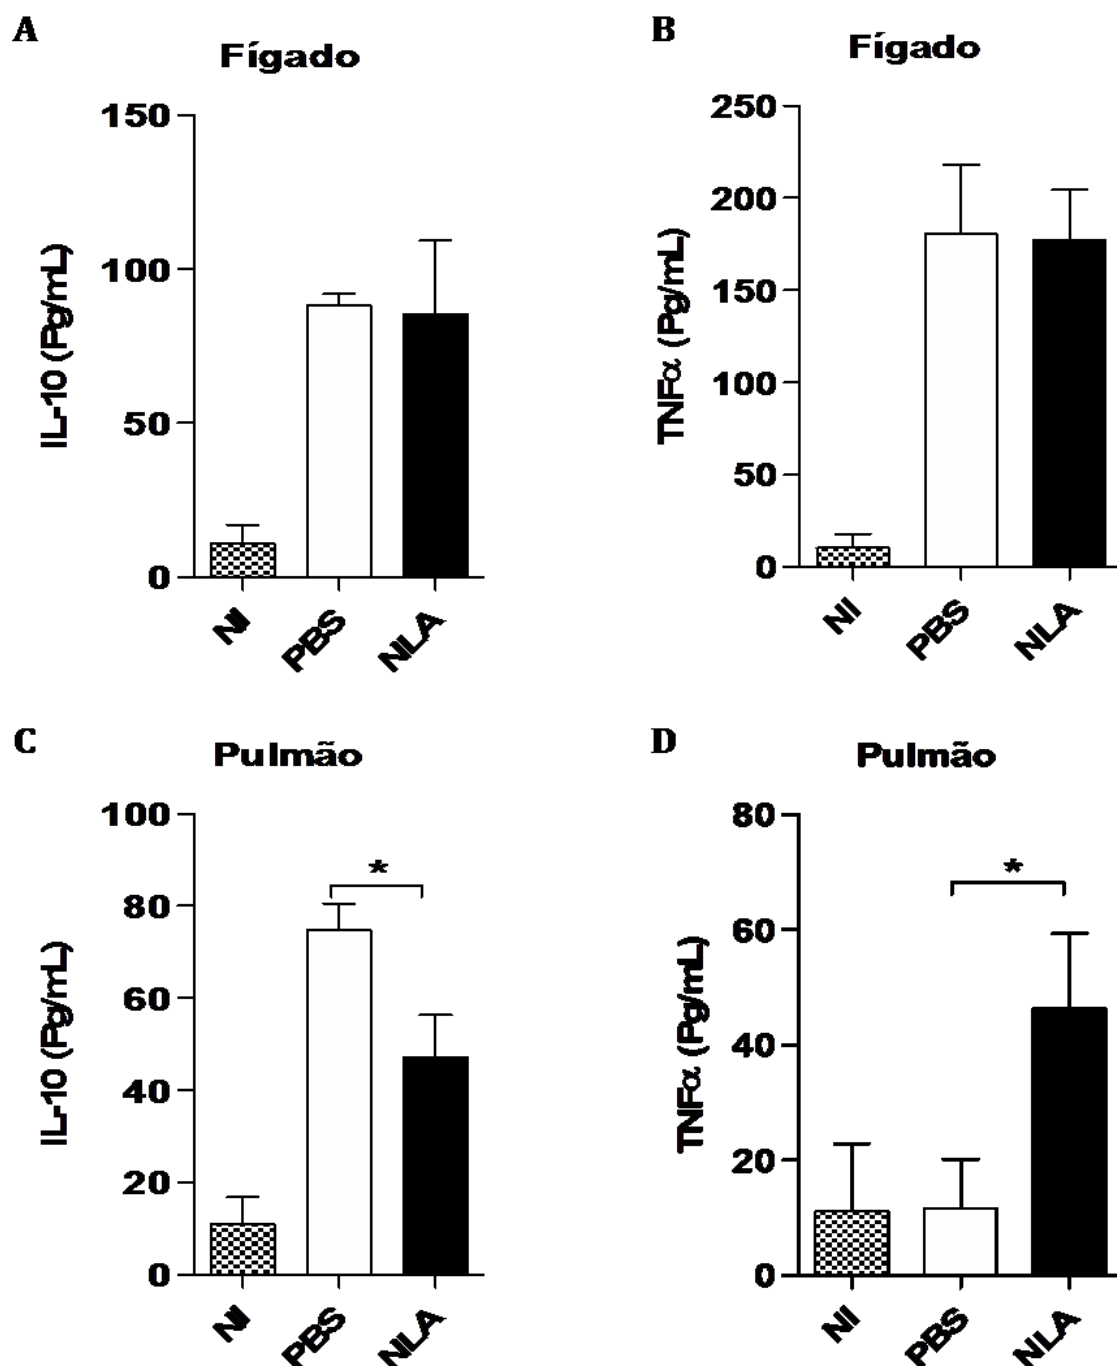 A
Fígado
150
100
50
0
IL-10 (Pg/mL)
NI
PBS
NLA
B
Fígado
250
200
150
100
50
0
TNFα (Pg/mL)
NI
PBS
NLA
C
Pulmão
100
80
60
40
20
0
IL-10 (Pg/mL)
*
NI
PBS
NLA
D
Pulmão
80
60
40
20
0
TNFα (Pg/mL)
*
NI
PBS
NLA